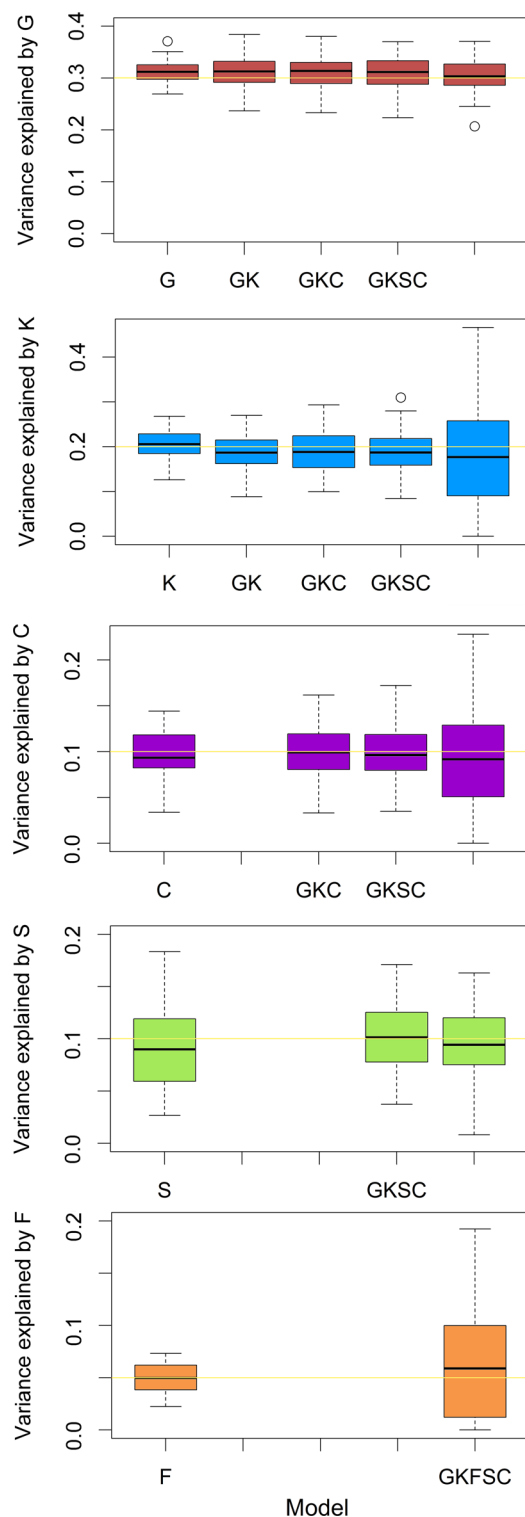 Variance explained by G
0.4
0.3
0.2
0.1
0.0
G GK GKC GKSC
Variance explained by K
0.4
0.2
0.0
K GK GKC GKSC
Variance explained by C
0.2
0.1
0.0
C GKC GKSC
Variance explained by S
0.2
0.1
0.0
S GKSC
Variance explained by F
0.2
0.1
0.0
F GKFSC
Model